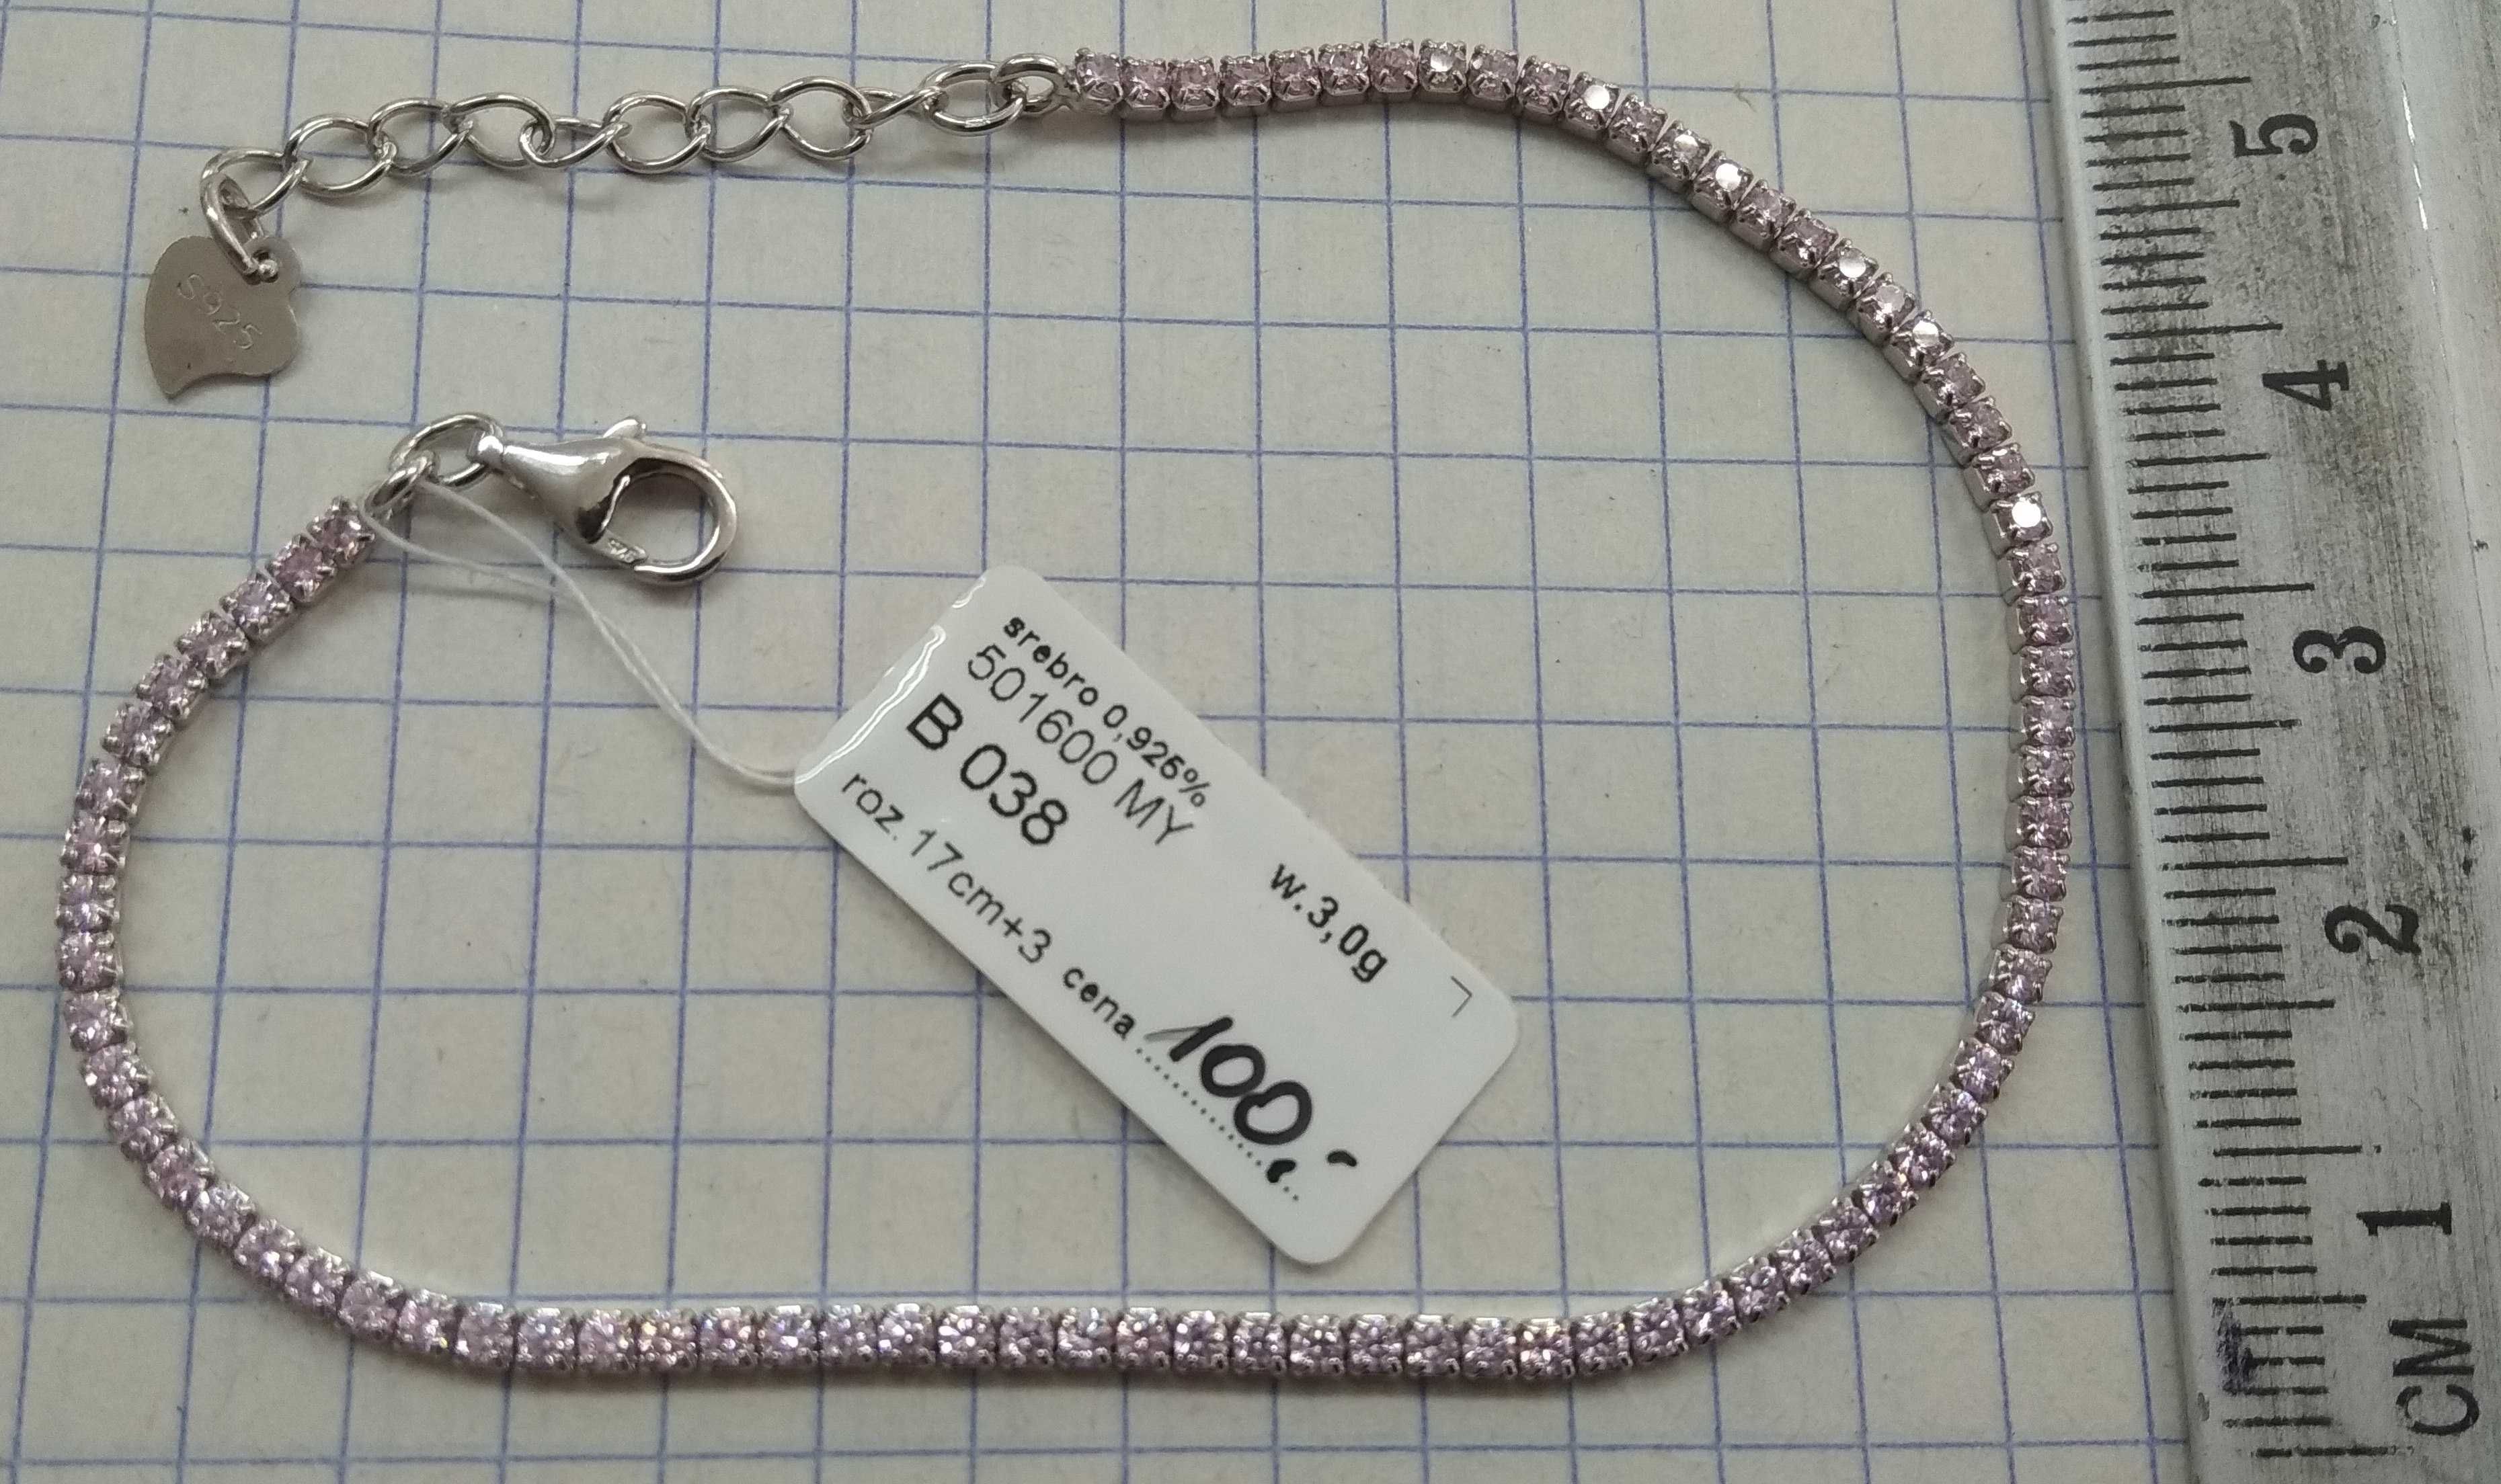 S925
srebro 0,925%
501600 MY
B 038
w.3,0g
roz. 17cm+3 cena 100,-
5
4
3
2
1
CM